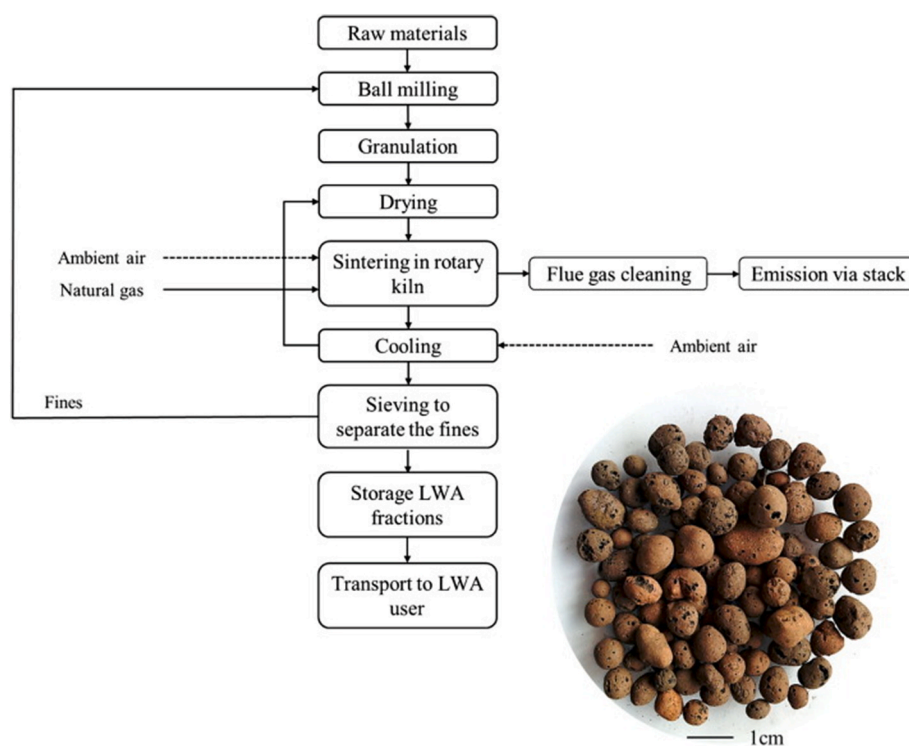 Raw materials
Ball milling
Granulation
Drying
Ambient air
Natural gas
Sintering in rotary
kiln
Flue gas cleaning
Emission via stack
Cooling
Ambient air
Fines
Sieving to
separate the fines
Storage LWA
fractions
Transport to LWA
user
1cm